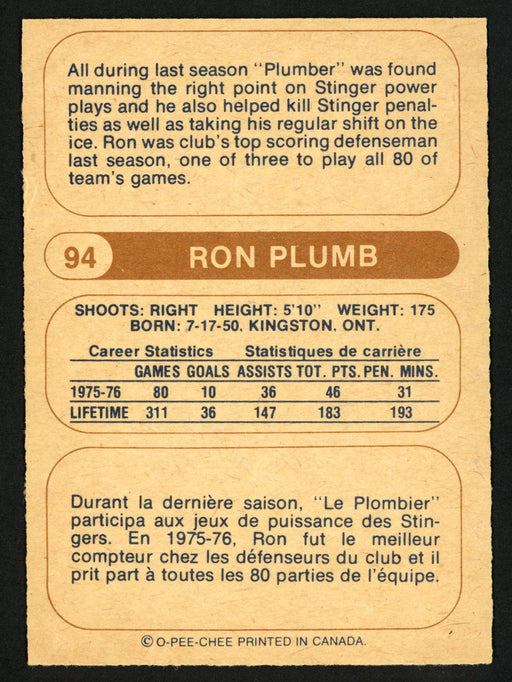 All during last season "Plumber" was found
manning the right point on Stinger power
plays and he also helped kill Stinger penal-
ties as well as taking his regular shift on the
ice. Ron was club's top scoring defenseman
last season, one of three to play all 80 of
team's games.
94 RON PLUMB
SHOOTS: RIGHT HEIGHT: 5'10" WEIGHT: 175
BORN: 7-17-50, KINGSTON, ONT.
Career Statistics Statistiques de carrière
GAMES GOALS ASSISTS TOT. PTS. PEN. MINS.
1975-76 80 10 36 46 31
LIFETIME 311 36 147 183 193
Durant la dernière saison, "Le Plombier"
participa aux jeux de puissance des Stin-
gers. En 1975-76, Ron fut le meilleur
compteur chez les défenseurs du club et il
prit part à toutes les 80 parties de l'équipe.
© O-PEE-CHEE PRINTED IN CANADA.